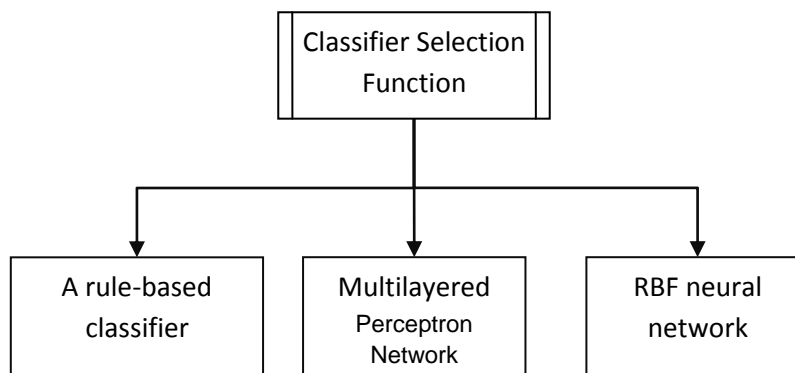 Classifier Selection
Function
A rule-based
classifier
Multilayered
Perceptron
Network
RBF neural
network